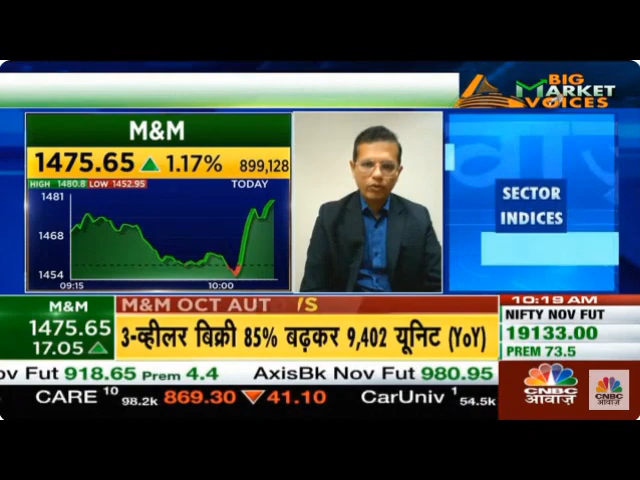 BIG
MARKET
VOICES
M&M
1475.65 ▲ 1.17% 899,128
HIGH 1480.8 LOW 1452.95 TODAY
1481
1468
1454
09:15 10:00
SECTOR
INDICES
M&M
1475.65
17.05 ▲
M&M OCT AUT
3-व्हीलर बिक्री 85% बढ़कर 9,402 यूनिट (YoY)
10:19 AM
NIFTY NOV FUT
19133.00
PREM 73.5
ov Fut 918.65 Prem 4.4 AxisBk Nov Fut 980.95
CARE 10 98.2k 869.30 ▼ 41.10 CarUniv 1 54.5k
CNBC
आवाज़
CNBC
आवाज़